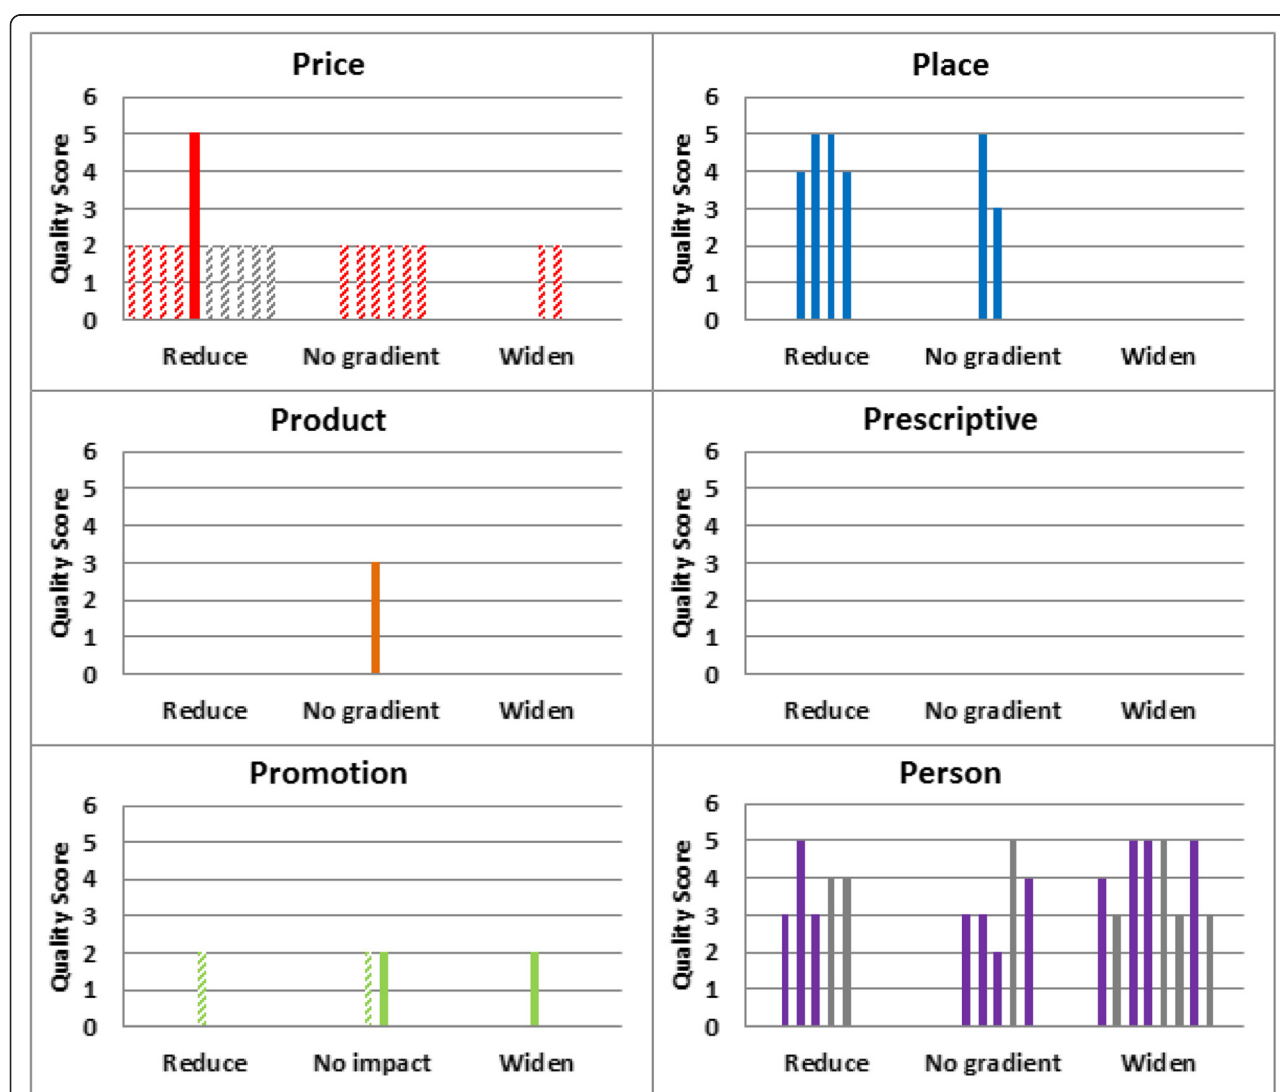 Price
6
5
4
3
2
1
0
Quality Score
Reduce No gradient Widen
Place
6
5
4
3
2
1
0
Quality Score
Reduce No gradient Widen
Product
6
5
4
3
2
1
0
Quality Score
Reduce No gradient Widen
Prescriptive
6
5
4
3
2
1
0
Quality Score
Reduce No gradient Widen
Promotion
6
5
4
3
2
1
0
Quality Score
Reduce No impact Widen
Person
6
5
4
3
2
1
0
Quality Score
Reduce No gradient Widen